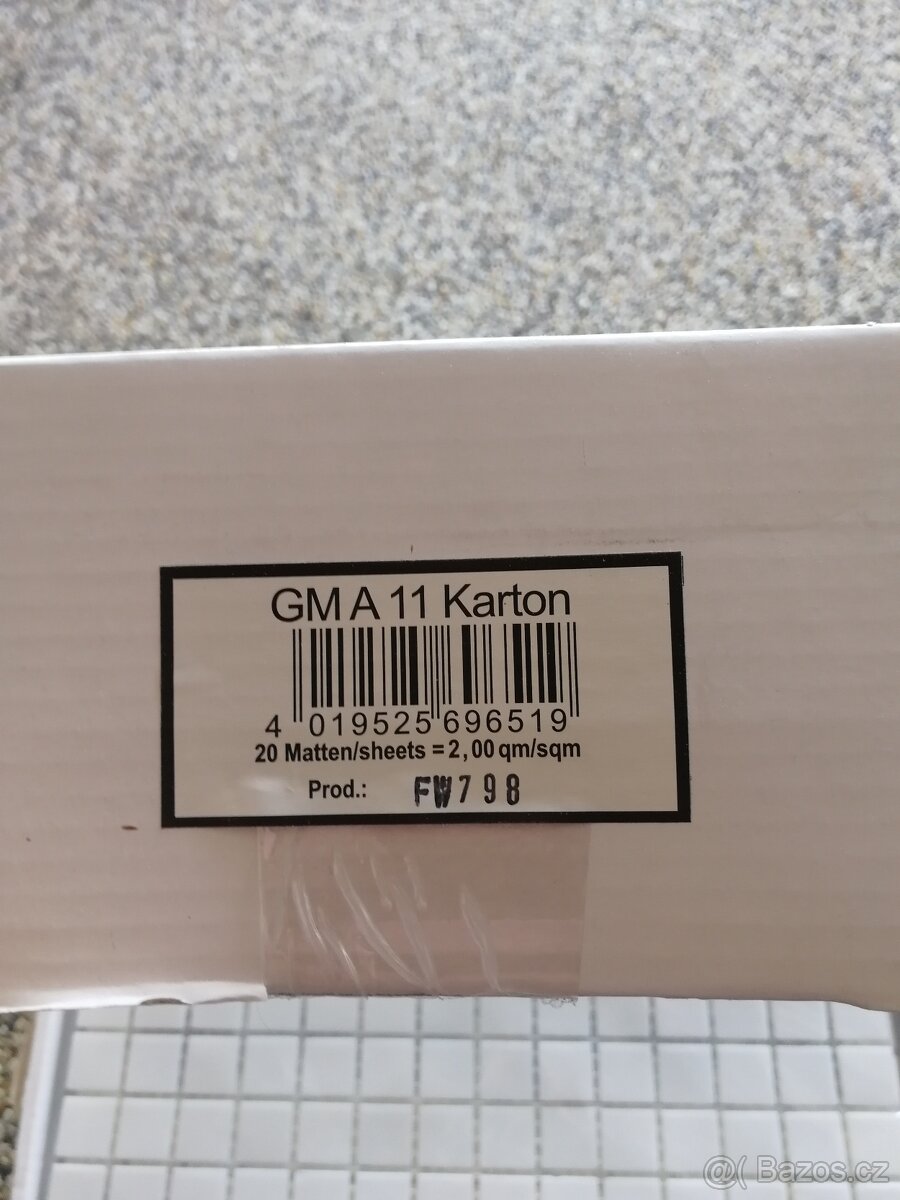 GM A 11 Karton
4 019525 696519
20 Matten/sheets = 2,00 qm/sqm
Prod.: FW798
@( Bazos.cz